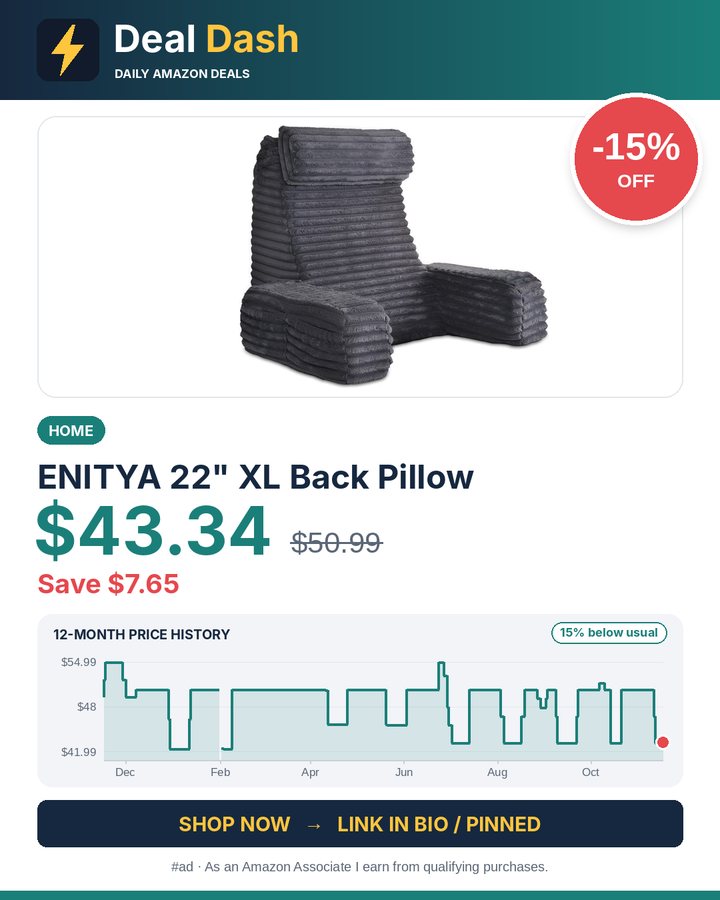 Deal Dash
DAILY AMAZON DEALS
-15%
OFF
HOME
ENITYA 22" XL Back Pillow
$43.34 $50.99
Save $7.65
12-MONTH PRICE HISTORY
15% below usual
$54.99
$48
$41.99
Dec Feb Apr Jun Aug Oct
SHOP NOW → LINK IN BIO / PINNED
#ad · As an Amazon Associate I earn from qualifying purchases.